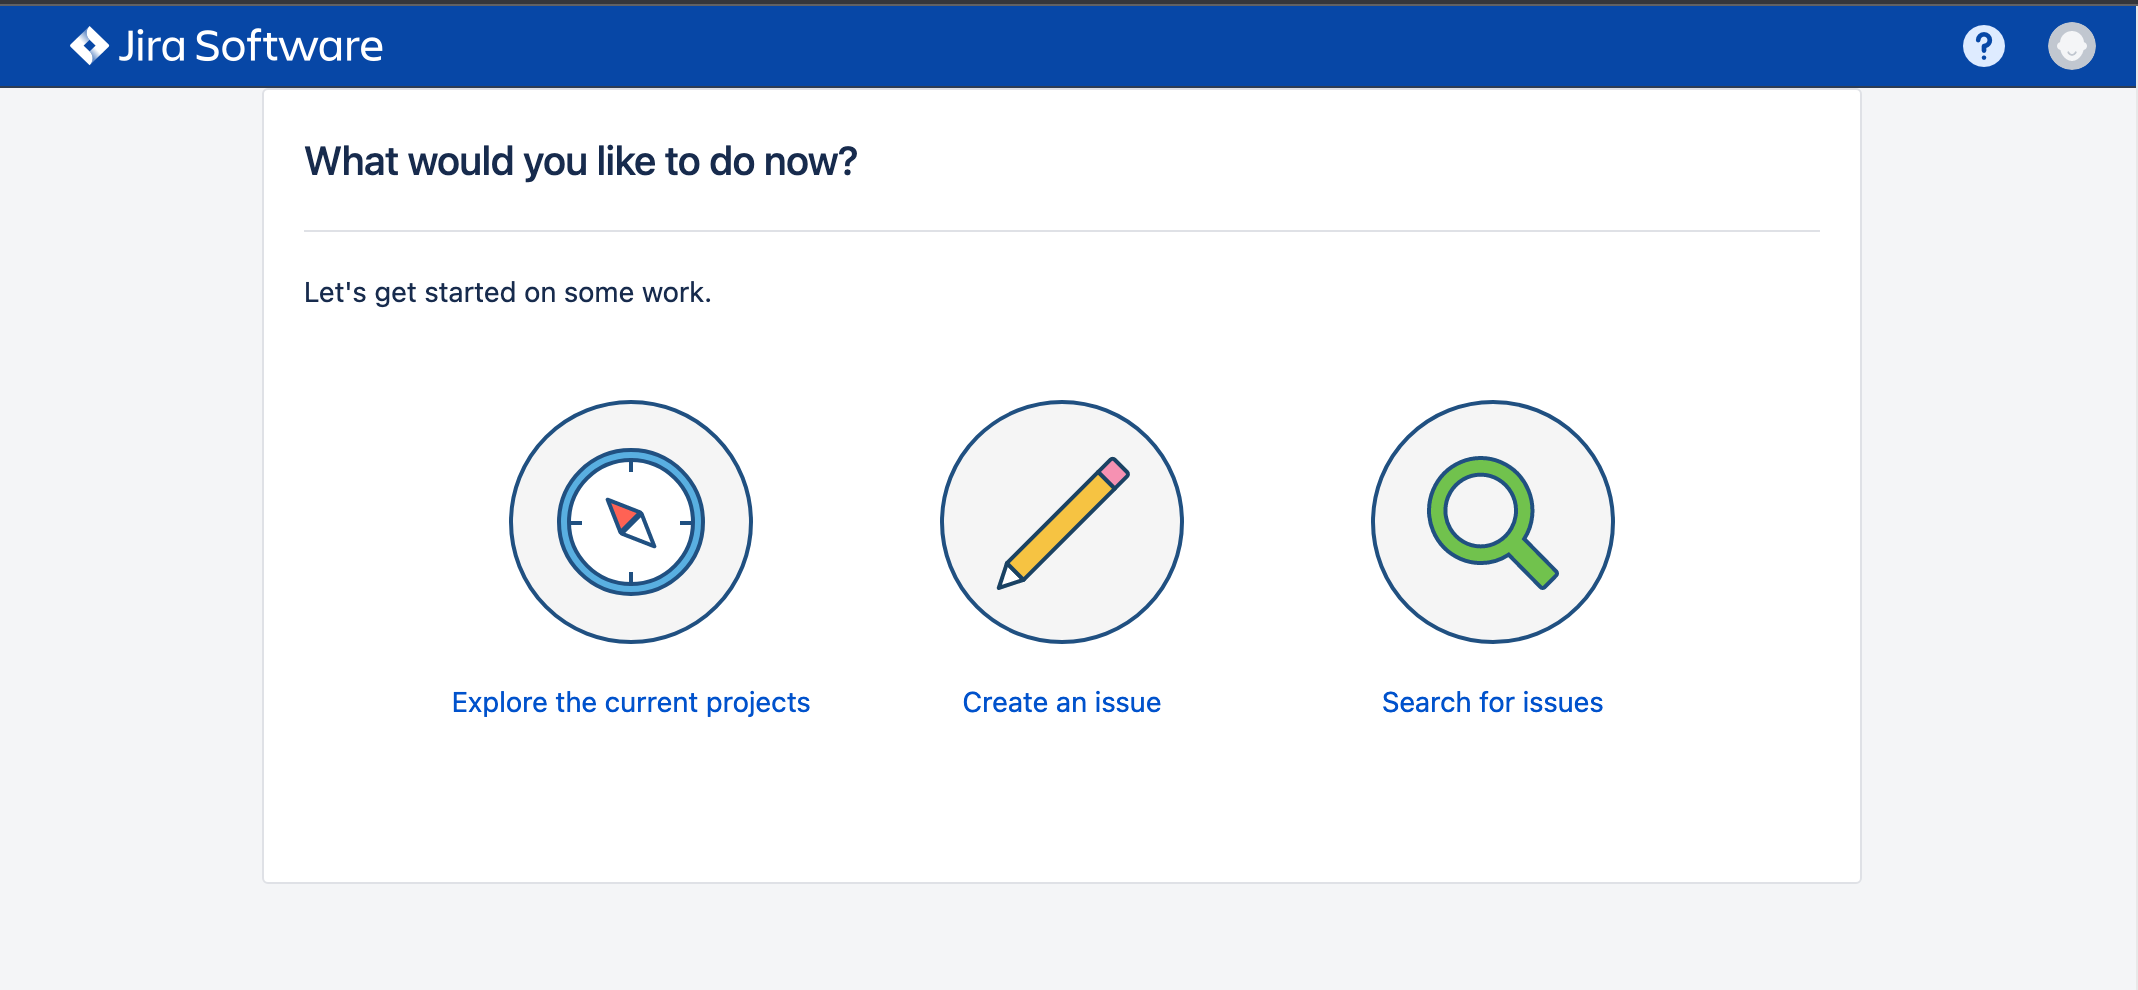 Jira Software
?
What would you like to do now?
Let's get started on some work.
Explore the current projects
Create an issue
Search for issues